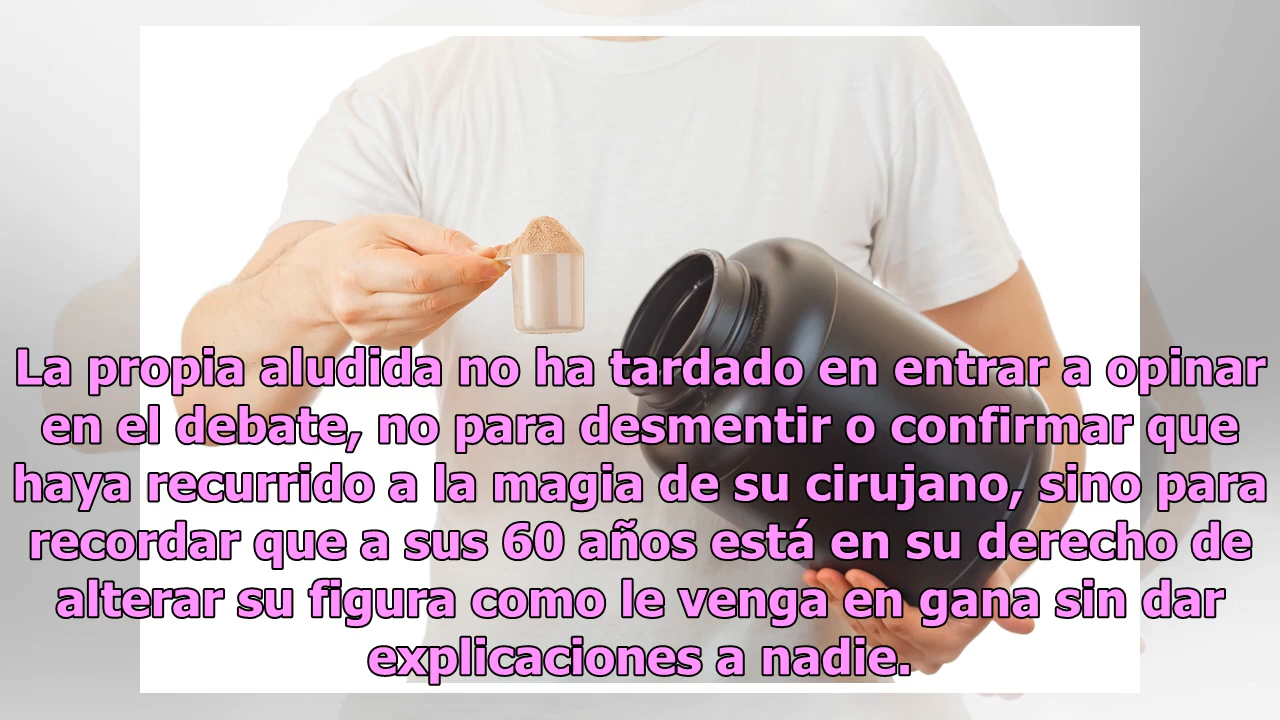 La propia aludida no ha tardado en entrar a opinar
en el debate, no para desmentir o confirmar que
haya recurrido a la magia de su cirujano, sino para
recordar que a sus 60 años está en su derecho de
alterar su figura como le venga en gana sin dar
explicaciones a nadie.